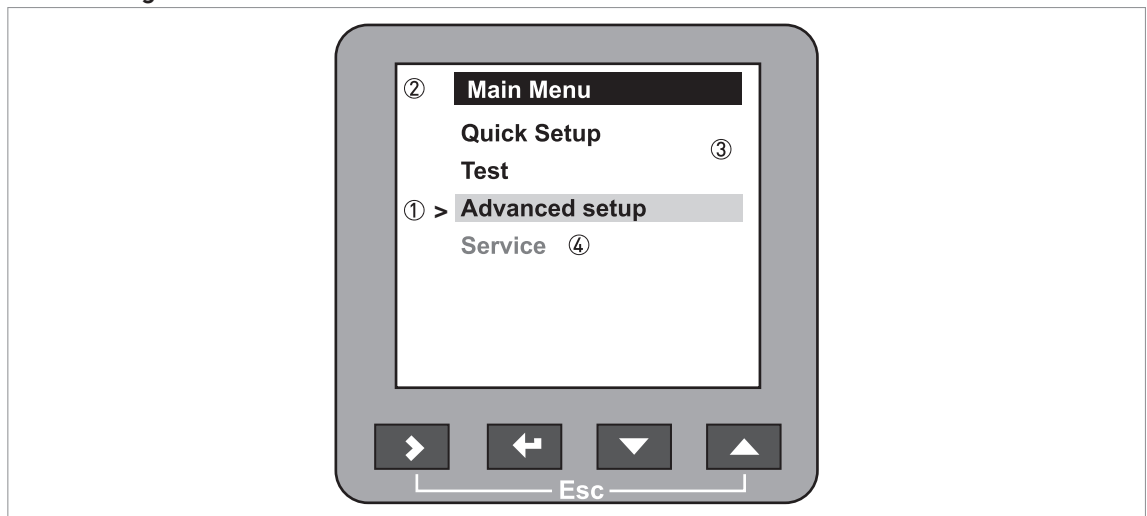 ② Main Menu
Quick Setup
③
Test
① > Advanced setup
Service ④
Esc